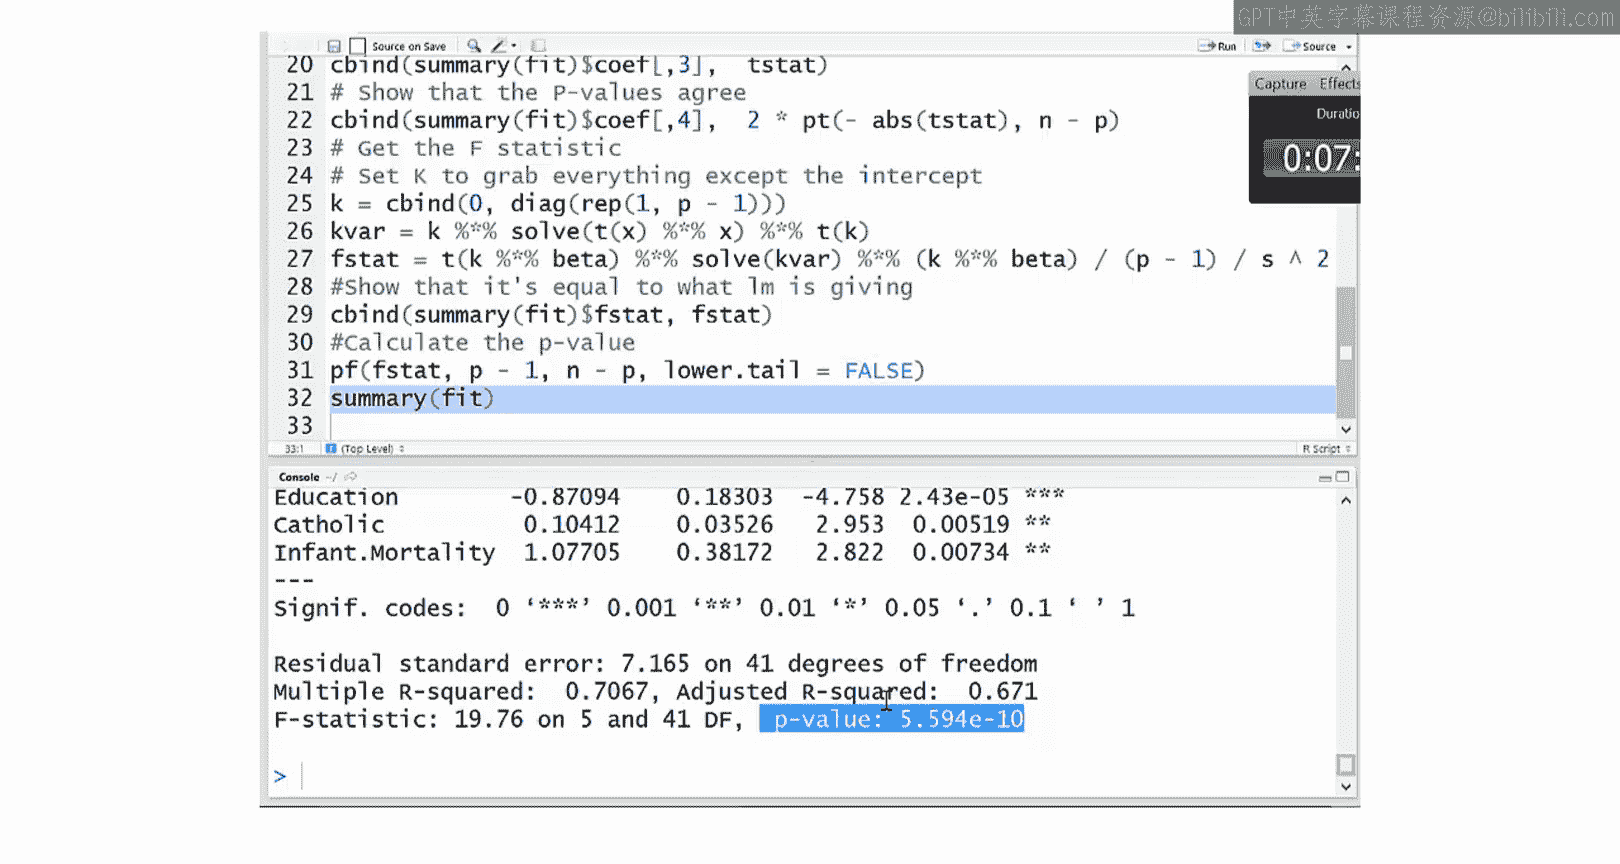 GPT中英字幕课程资源@bilibili.com
Source on Save
Run
Source
20 cbind(summary(fit)$coef[,3],  tstat)
21 # Show that the P-values agree
22 cbind(summary(fit)$coef[,4],  2 * pt(- abs(tstat), n - p)
23 # Get the F statistic
24 # Set K to grab everything except the intercept
25 k = cbind(0, diag(rep(1, p - 1)))
26 kvar = k %*% solve(t(x) %*% x) %*% t(k)
27 fstat = t(k %*% beta) %*% solve(kvar) %*% (k %*% beta) / (p - 1) / s ^ 2
28 #Show that it's equal to what lm is giving
29 cbind(summary(fit)$fstat, fstat)
30 #Calculate the p-value
31 pf(fstat, p - 1, n - p, lower.tail = FALSE)
32 summary(fit)
33
33:1 (Top Level) R Script
Capture Effects
Duratio
0:07:
Console ~/
Education -0.87094 0.18303 -4.758 2.43e-05 ***
Catholic 0.10412 0.03526 2.953 0.00519 **
Infant.Mortality 1.07705 0.38172 2.822 0.00734 **
---
Signif. codes:  0 ‘***’ 0.001 ‘**’ 0.01 ‘*’ 0.05 ‘.’ 0.1 ‘ ’ 1
Residual standard error: 7.165 on 41 degrees of freedom
Multiple R-squared:  0.7067, Adjusted R-squared:  0.671
F-statistic: 19.76 on 5 and 41 DF,  p-value: 5.594e-10
>